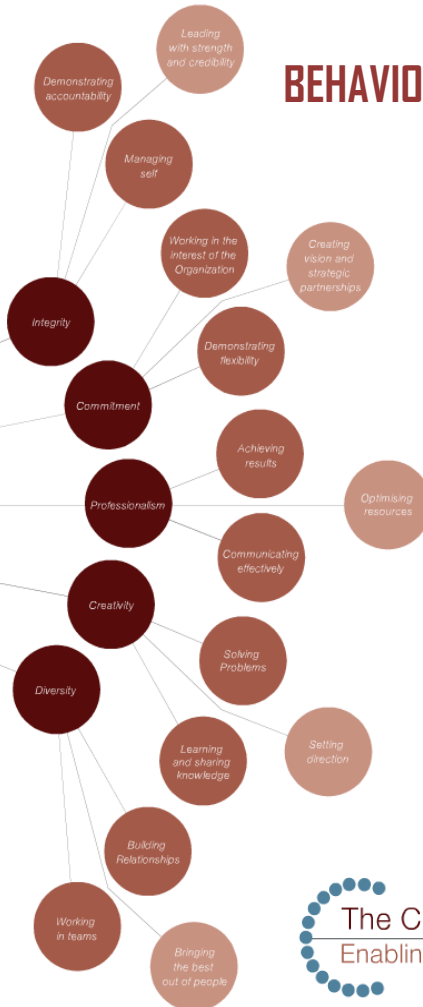 Leading
with strength
and credibility
BEHAVIO
Demonstrating
accountability
Managing
self
Working in the
interest of the
Organization
Creating
vision and
strategic
partnerships
Integrity
Demonstrating
flexibility
Commitment
Achieving
results
Professionalism
Optimising
resources
Communicating
effectively
Creativity
Solving
Problems
Diversity
Setting
direction
Learning
and sharing
knowledge
Building
Relationships
Working
in teams
Bringing
the best
out of people
The C
Enablin